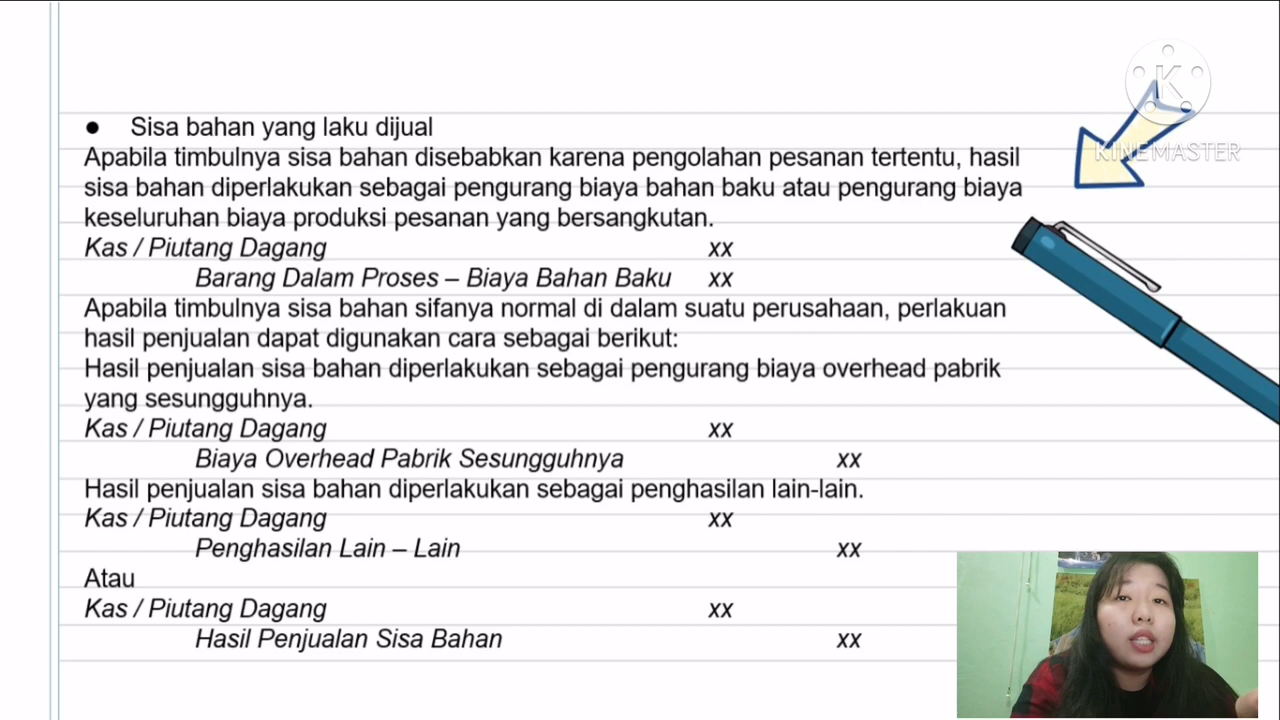 K
KINEMASTER
● Sisa bahan yang laku dijual
Apabila timbulnya sisa bahan disebabkan karena pengolahan pesanan tertentu, hasil
sisa bahan diperlakukan sebagai pengurang biaya bahan baku atau pengurang biaya
keseluruhan biaya produksi pesanan yang bersangkutan.
Kas / Piutang Dagang xx
Barang Dalam Proses – Biaya Bahan Baku xx
Apabila timbulnya sisa bahan sifanya normal di dalam suatu perusahaan, perlakuan
hasil penjualan dapat digunakan cara sebagai berikut:
Hasil penjualan sisa bahan diperlakukan sebagai pengurang biaya overhead pabrik
yang sesungguhnya.
Kas / Piutang Dagang xx
Biaya Overhead Pabrik Sesungguhnya xx
Hasil penjualan sisa bahan diperlakukan sebagai penghasilan lain-lain.
Kas / Piutang Dagang xx
Penghasilan Lain – Lain xx
Atau
Kas / Piutang Dagang xx
Hasil Penjualan Sisa Bahan xx